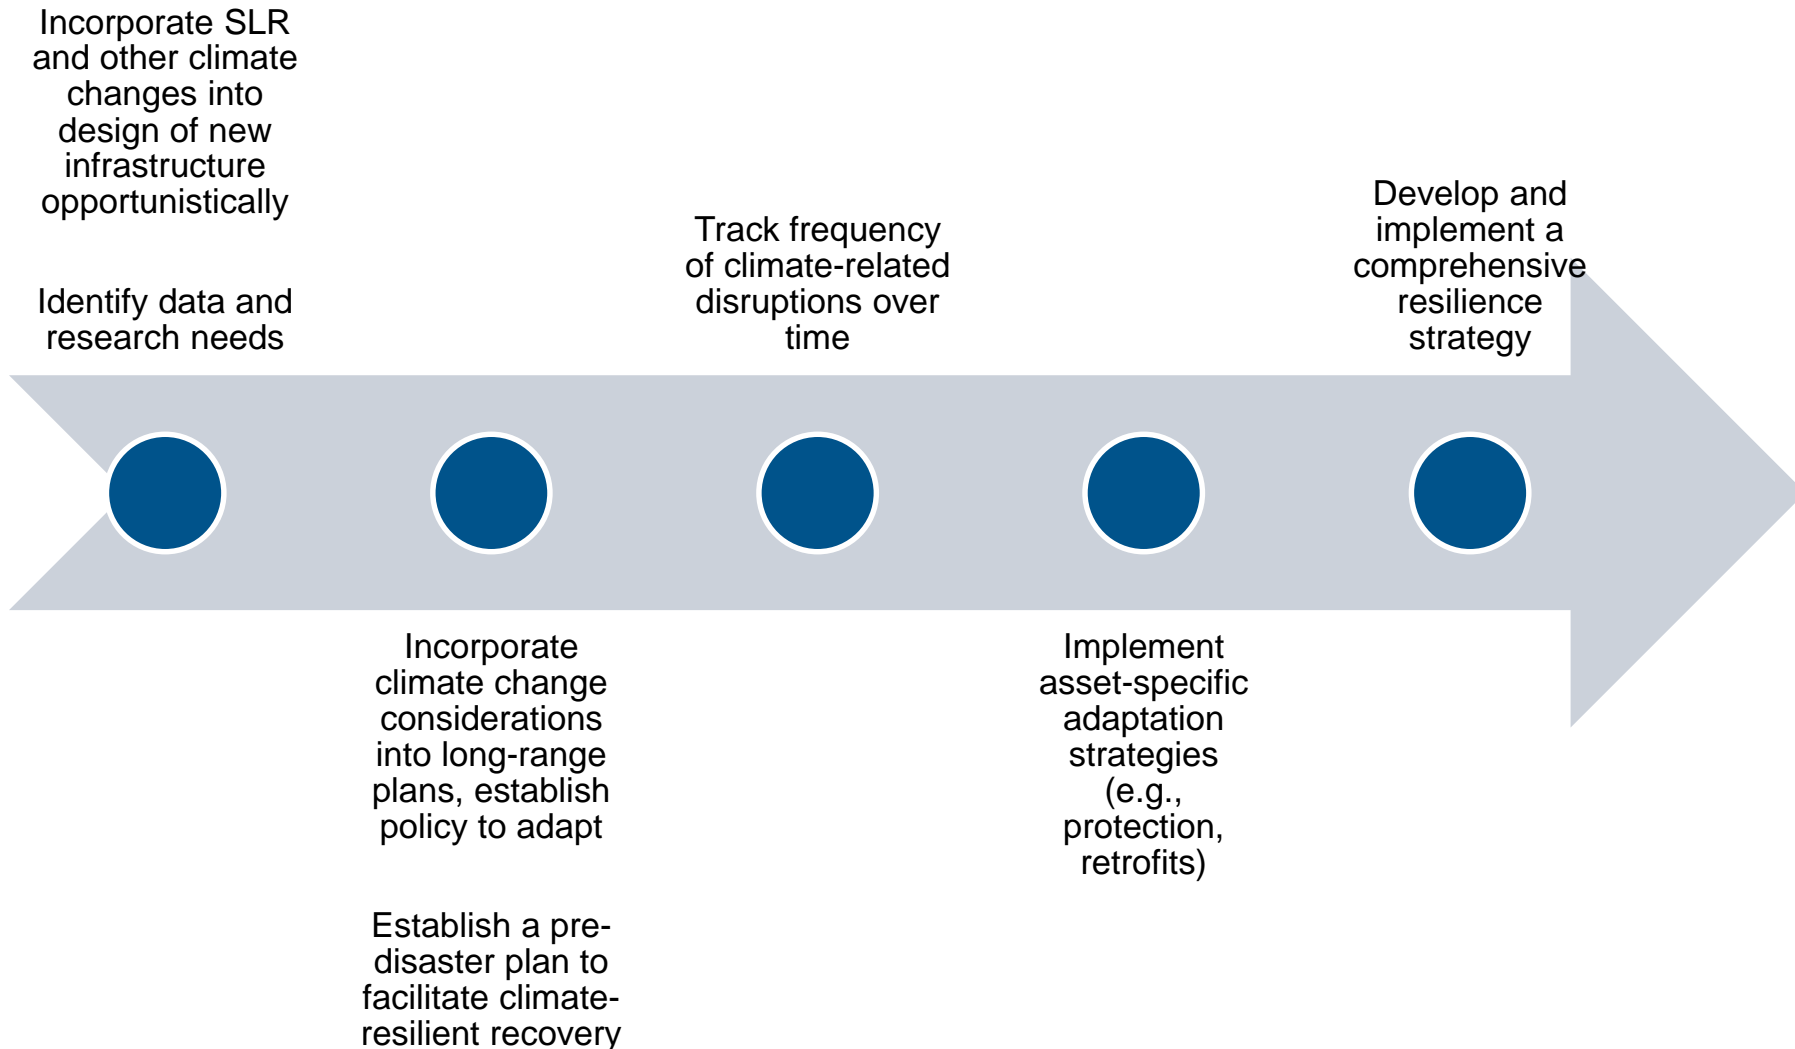 Incorporate SLR
and other climate
changes into
design of new
infrastructure
opportunistically
Identify data and
research needs
Incorporate
climate change
considerations
into long-range
plans, establish
policy to adapt
Establish a pre-
disaster plan to
facilitate climate-
resilient recovery
Track frequency
of climate-related
disruptions over
time
Implement
asset-specific
adaptation
strategies
(e.g.,
protection,
retrofits)
Develop and
implement a
comprehensive
resilience
strategy